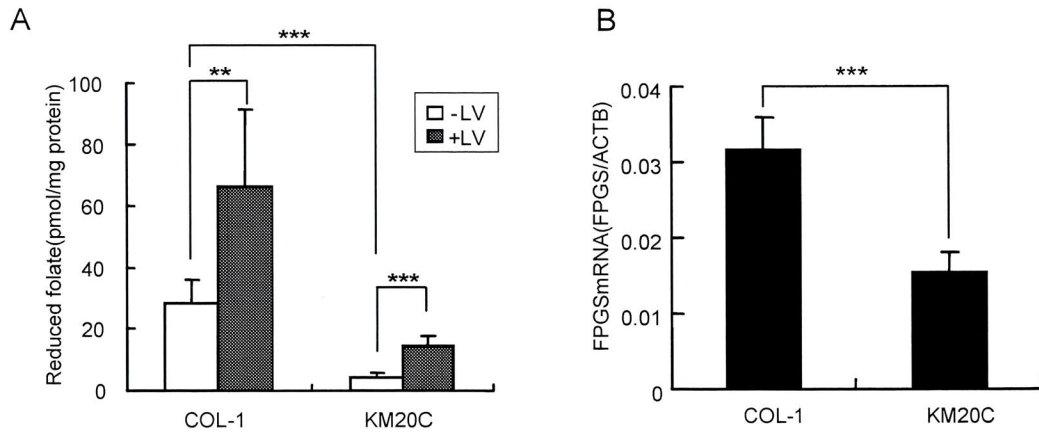 A
Reduced folate(pmol/mg protein)
100
80
60
40
20
0
***
**
***
-LV
+LV
COL-1
KM20C
B
FPGSmRNA(FPGS/ACTB)
0.04
0.03
0.02
0.01
0
***
COL-1
KM20C